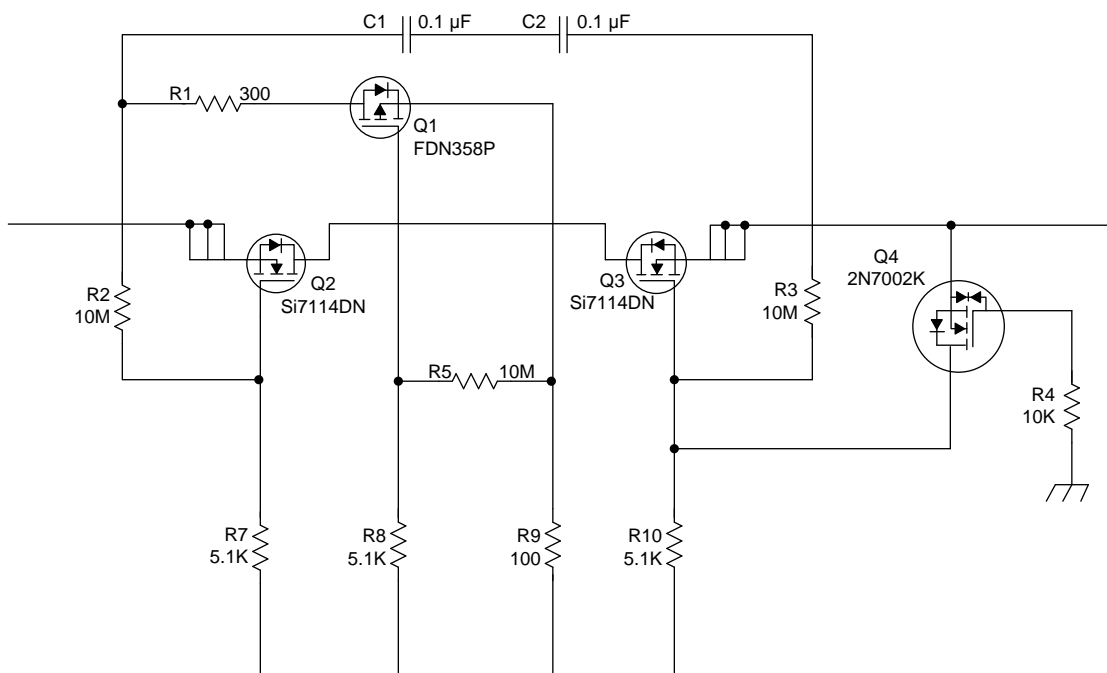 C1 0.1 µF C2 0.1 µF
R1 300
Q1
FDN358P
Q2
Si7114DN
Q3
Si7114DN
Q4
2N7002K
R2
10M
R3
10M
R5 10M
R4
10K
R7
5.1K
R8
5.1K
R9
100
R10
5.1K